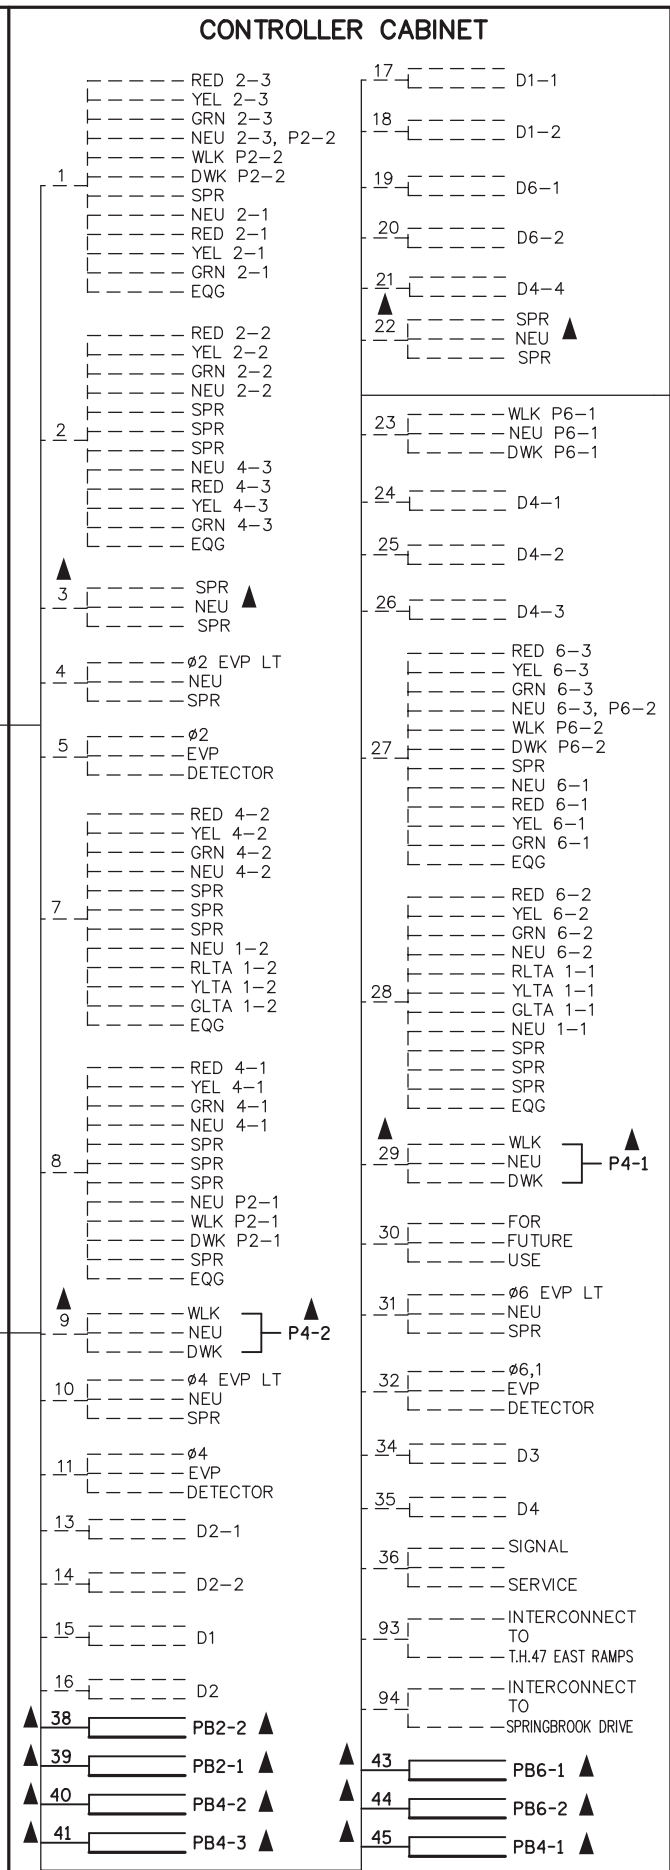 CONTROLLER CABINET
1
RED 2-3
YEL 2-3
GRN 2-3
NEU 2-3, P2-2
WLK P2-2
DWK P2-2
SPR
NEU 2-1
RED 2-1
YEL 2-1
GRN 2-1
EQG
2
RED 2-2
YEL 2-2
GRN 2-2
NEU 2-2
SPR
SPR
SPR
NEU 4-3
RED 4-3
YEL 4-3
GRN 4-3
EQG
3
SPR
NEU
SPR
4
ø2 EVP LT
NEU
SPR
5
ø2
EVP
DETECTOR
7
RED 4-2
YEL 4-2
GRN 4-2
NEU 4-2
SPR
SPR
SPR
NEU 1-2
RLTA 1-2
YLTA 1-2
GLTA 1-2
EQG
8
RED 4-1
YEL 4-1
GRN 4-1
NEU 4-1
SPR
SPR
SPR
NEU P2-1
WLK P2-1
DWK P2-1
SPR
EQG
9
WLK
NEU
DWK
P4-2
10
ø4 EVP LT
NEU
SPR
11
ø4
EVP
DETECTOR
13 D2-1
14 D2-2
15 D1
16 D2
38 PB2-2
39 PB2-1
40 PB4-2
41 PB4-3
17 D1-1
18 D1-2
19 D6-1
20 D6-2
21 D4-4
22
SPR
NEU
SPR
23
WLK P6-1
NEU P6-1
DWK P6-1
24 D4-1
25 D4-2
26 D4-3
27
RED 6-3
YEL 6-3
GRN 6-3
NEU 6-3, P6-2
WLK P6-2
DWK P6-2
SPR
NEU 6-1
RED 6-1
YEL 6-1
GRN 6-1
EQG
28
RED 6-2
YEL 6-2
GRN 6-2
NEU 6-2
RLTA 1-1
YLTA 1-1
GLTA 1-1
NEU 1-1
SPR
SPR
SPR
EQG
29
WLK
NEU
DWK
P4-1
30
FOR
FUTURE
USE
31
ø6 EVP LT
NEU
SPR
32
ø6,1
EVP
DETECTOR
34 D3
35 D4
36
SIGNAL
SERVICE
93
INTERCONNECT
TO
T.H.47 EAST RAMPS
94
INTERCONNECT
TO
SPRINGBROOK DRIVE
43 PB6-1
44 PB6-2
45 PB4-1